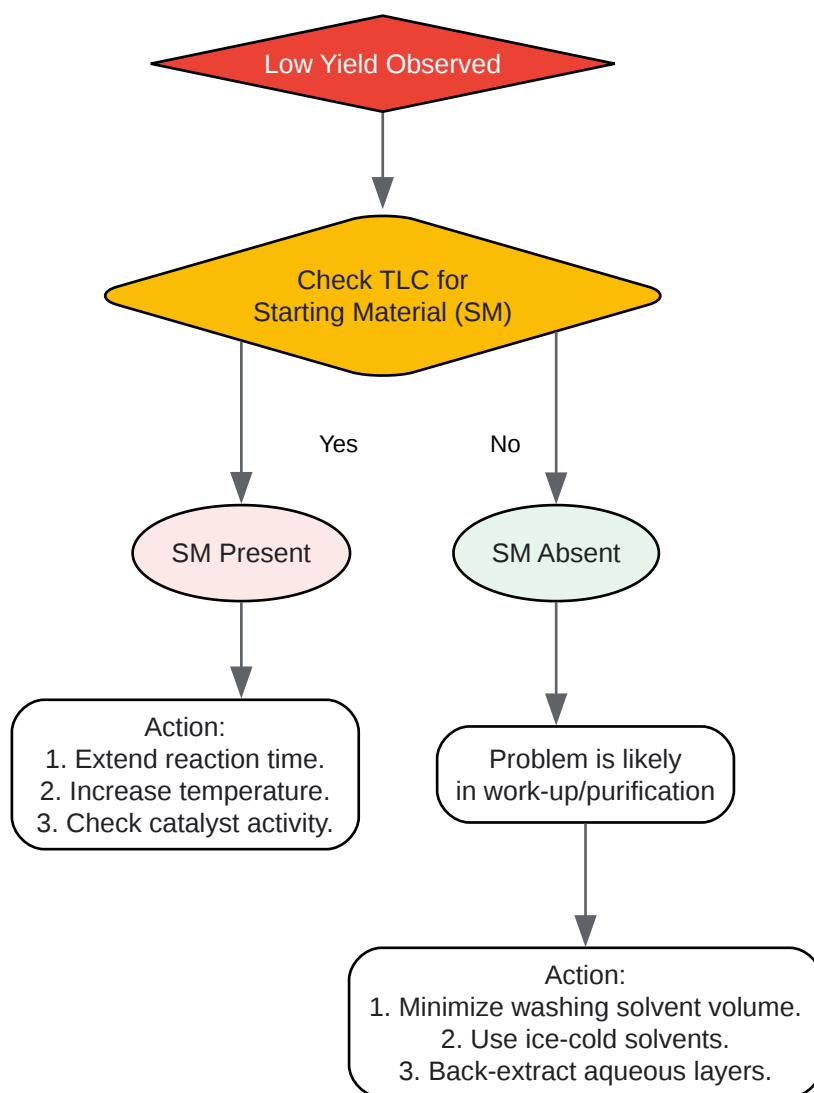 Low Yield Observed
Check TLC for
Starting Material (SM)
Yes
No
SM Present
SM Absent
Action:
1. Extend reaction time.
2. Increase temperature.
3. Check catalyst activity.
Problem is likely
in work-up/purification
Action:
1. Minimize washing solvent volume.
2. Use ice-cold solvents.
3. Back-extract aqueous layers.